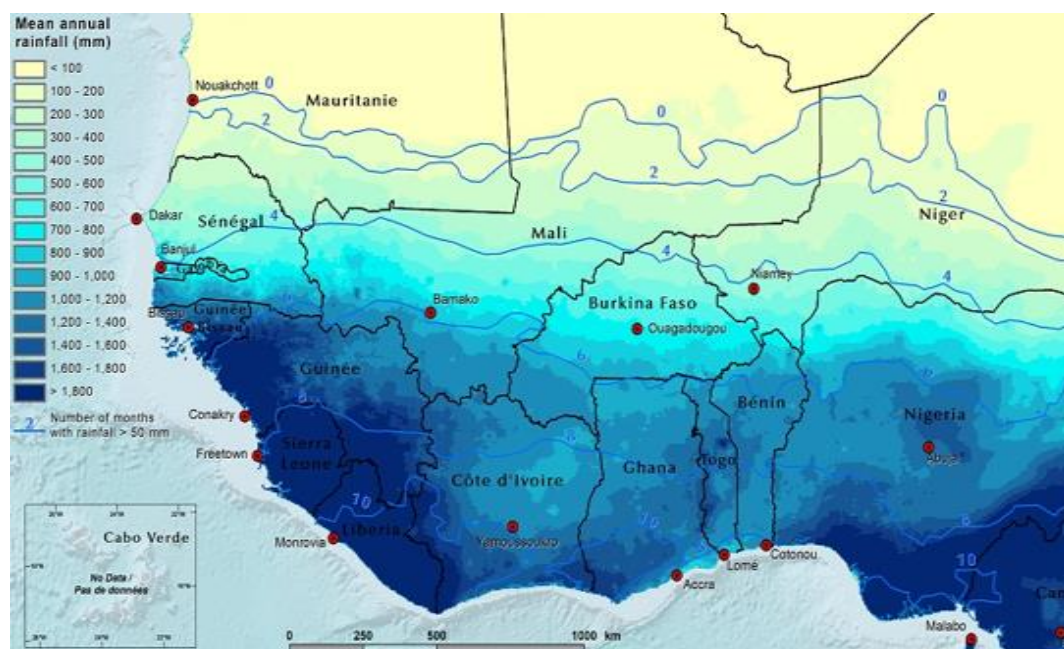 Mean annual
rainfall (mm)
< 100
100 - 200
200 - 300
300 - 400
400 - 500
500 - 600
600 - 700
700 - 800
800 - 900
900 - 1,000
1,000 - 1,200
1,200 - 1,400
1,400 - 1,600
1,600 - 1,800
> 1,800
2
Number of months
with rainfall > 50 mm
Nouakchott
0
Mauritanie
2
0
0
2
2
Niger
Dakar
Sénégal
4
Mali
4
4
Banjul
Niamey
Bamako
Burkina Faso
Ouagadougou
Bissau
Guinée
Bissau
6
6
6
Guinée
Bénin
Nigeria
Conakry
8
Abuja
Freetown
Sierra
Leone
Côte d'Ivoire
Ghana
Togo
10
Liberia
Yamoussoukro
10
Monrovia
Cotonou
Lomé
Accra
10
Malabo
Cabo Verde
No Data /
Pas de données
0
250
500
1000 km